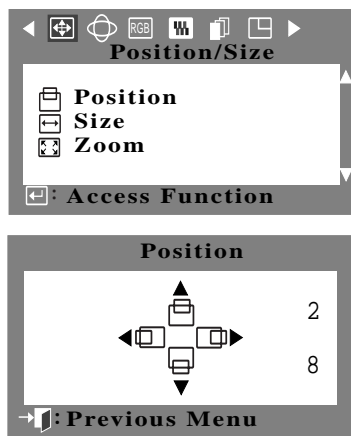 RGB
Position/Size
Position
Size
Zoom
: Access Function
Position
2
8
: Previous Menu